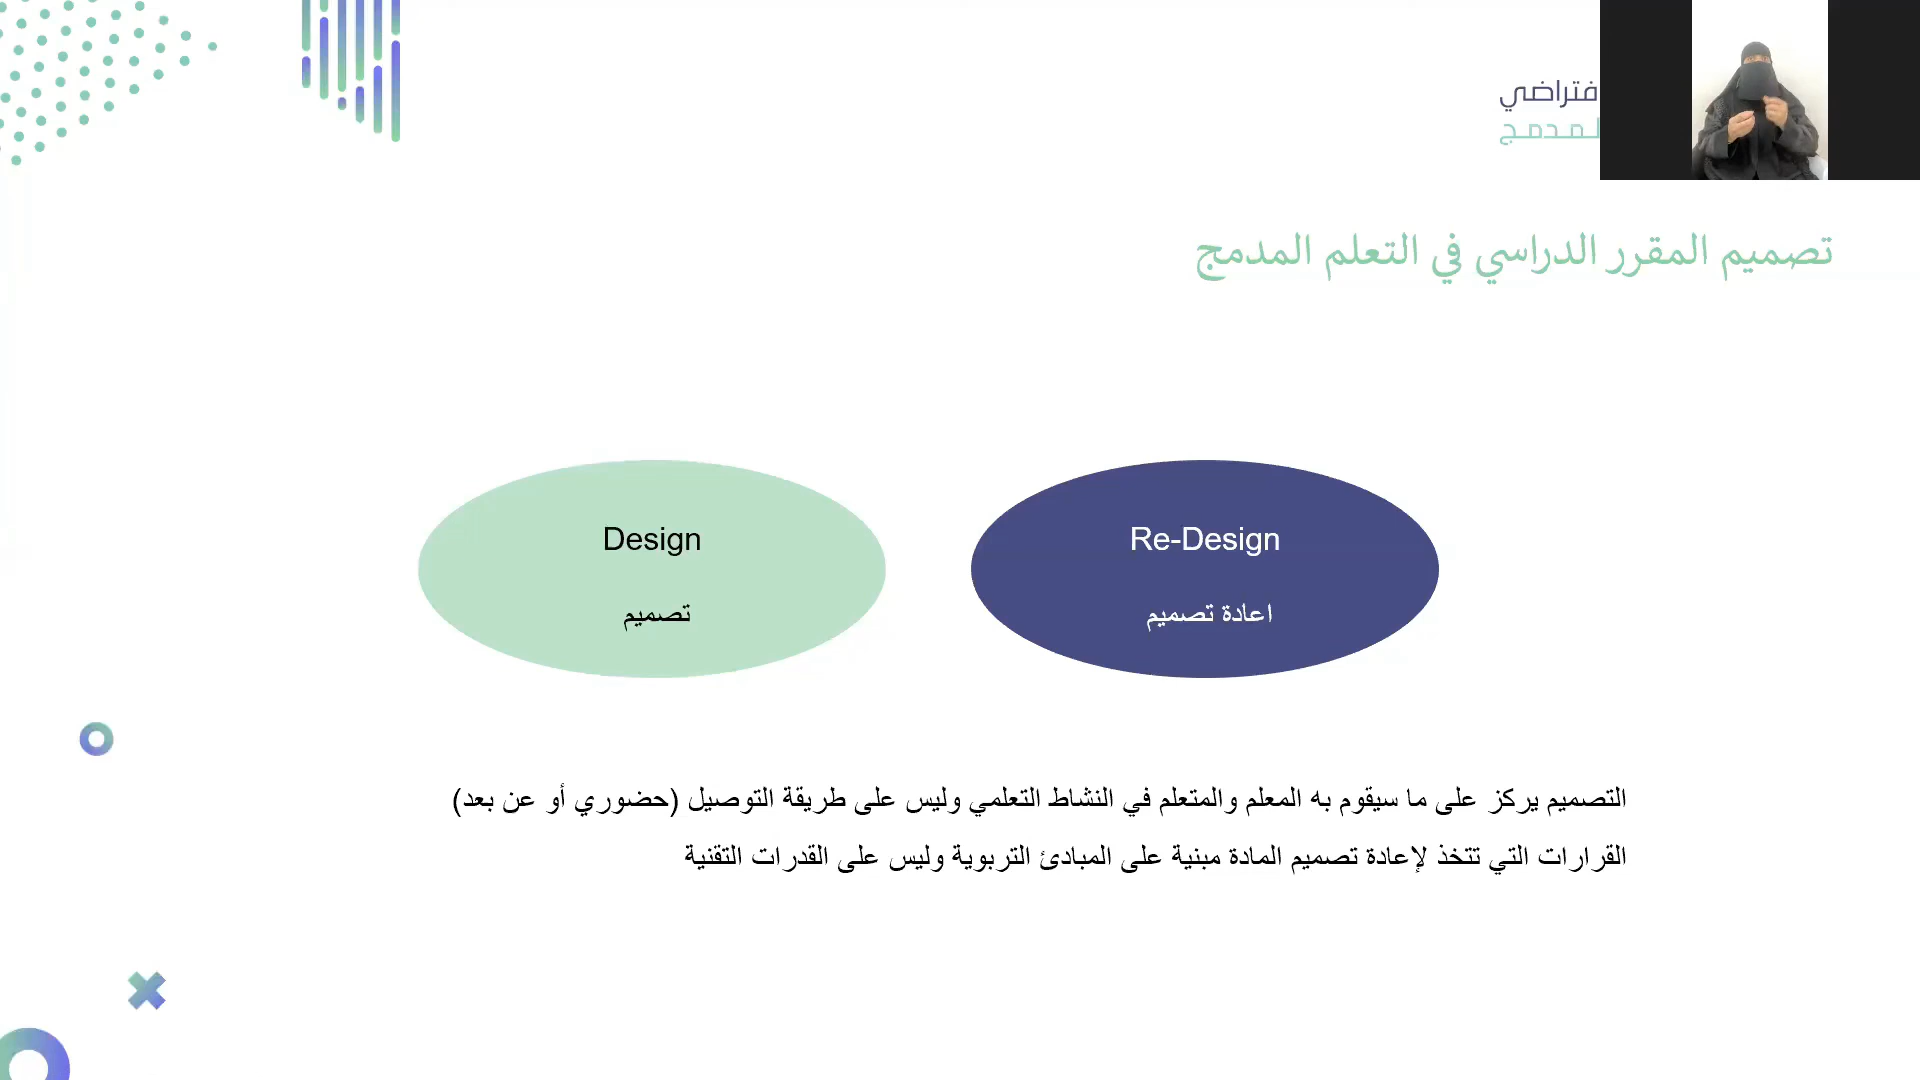 فتراضي
لمدمج
تصميم المقرر الدراسي في التعلم المدمج
Re-Design
اعادة تصميم
Design
تصميم
التصميم يركز على ما سيقوم به المعلم والمتعلم في النشاط التعلمي وليس على طريقة التوصيل (حضوري أو عن بعد)
القرارات التي تتخذ لإعادة تصميم المادة مبنية على المبادئ التربوية وليس على القدرات التقنية